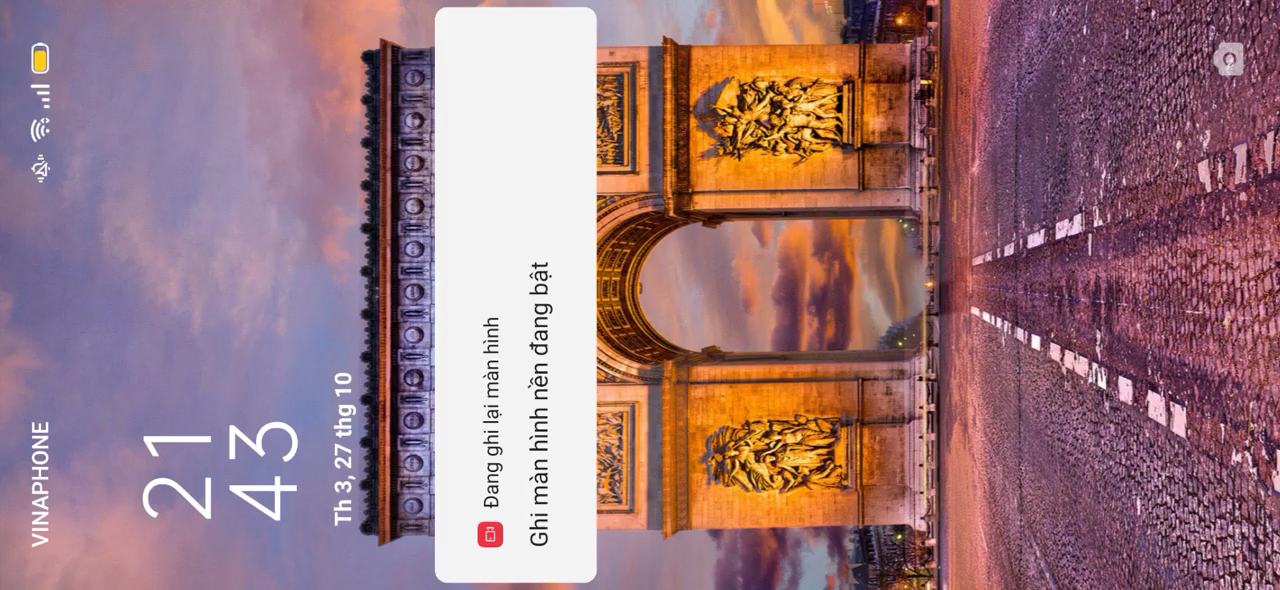 VINAPHONE
21
43
Th 3, 27 thg 10
Đang ghi lại màn hình
Ghi màn hình nền đang bật